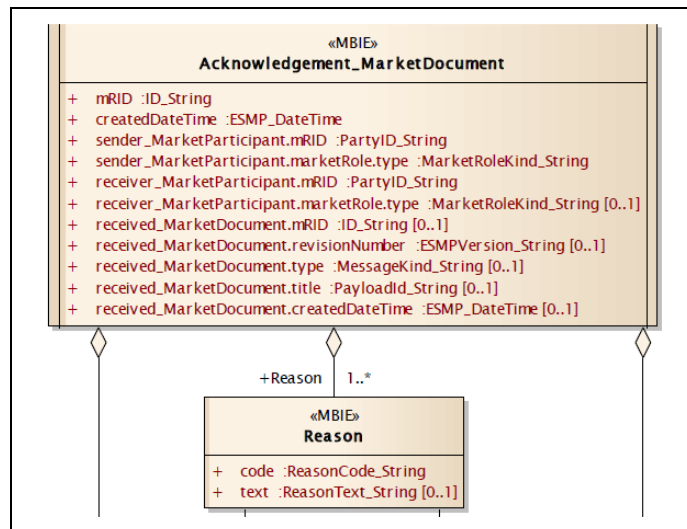 «MBIE»
Acknowledgement_MarketDocument
+ mRID :ID_String
+ createdDateTime :ESMP_DateTime
+ sender_MarketParticipant.mRID :PartyID_String
+ sender_MarketParticipant.marketRole.type :MarketRoleKind_String
+ receiver_MarketParticipant.mRID :PartyID_String
+ receiver_MarketParticipant.marketRole.type :MarketRoleKind_String [0..1]
+ received_MarketDocument.mRID :ID_String [0..1]
+ received_MarketDocument.revisionNumber :ESMPVersion_String [0..1]
+ received_MarketDocument.type :MessageKind_String [0..1]
+ received_MarketDocument.title :PayloadId_String [0..1]
+ received_MarketDocument.createdDateTime :ESMP_DateTime [0..1]
+Reason 1..*
«MBIE»
Reason
+ code :ReasonCode_String
+ text :ReasonText_String [0..1]